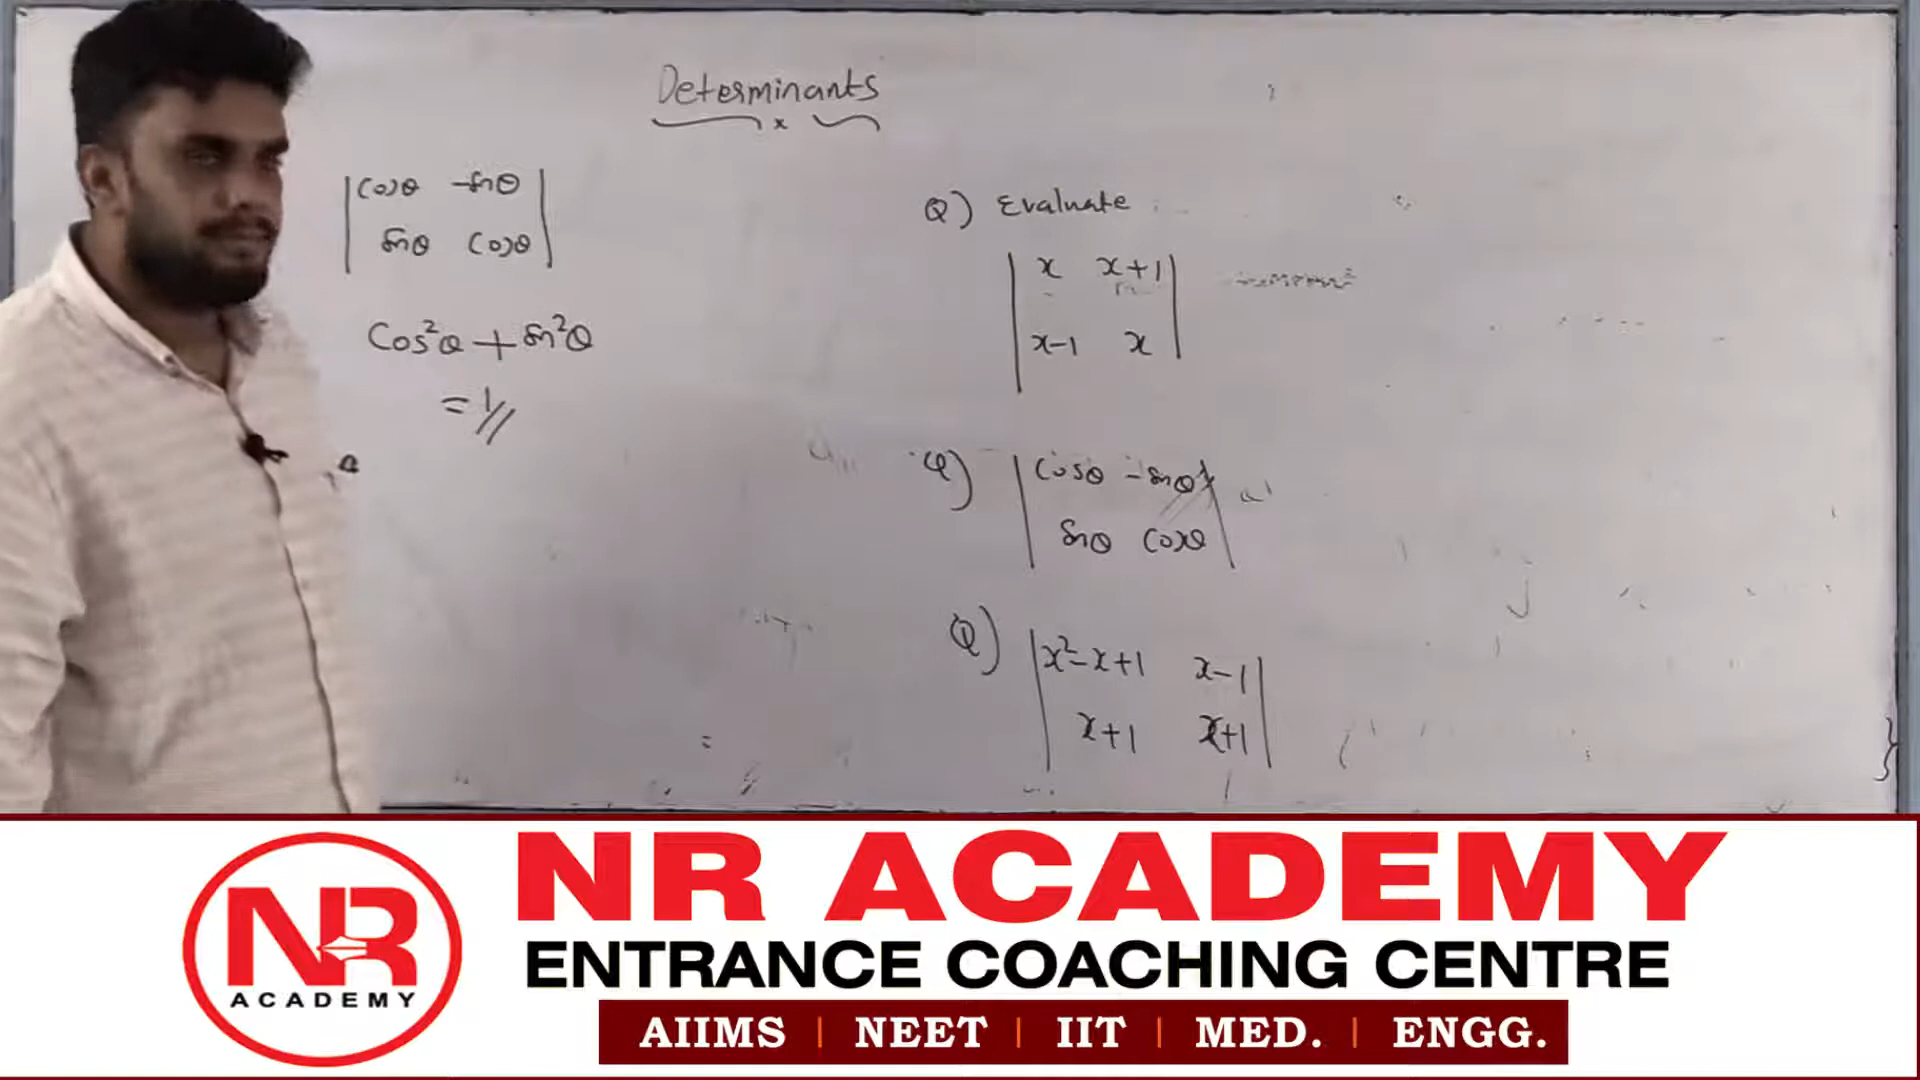 Determinants
|cosθ -sinθ|
|sinθ cosθ|
cos²θ + sin²θ
= 1//
Q) Evaluate
|x x+1|
|x-1 x|
Q) |cosθ -sinθ|
|sinθ cosθ|
Q) |x²-x+1 x-1|
|x+1 x+1|
NR
ACADEMY
NR ACADEMY
ENTRANCE COACHING CENTRE
AIIMS | NEET | IIT | MED. | ENGG.